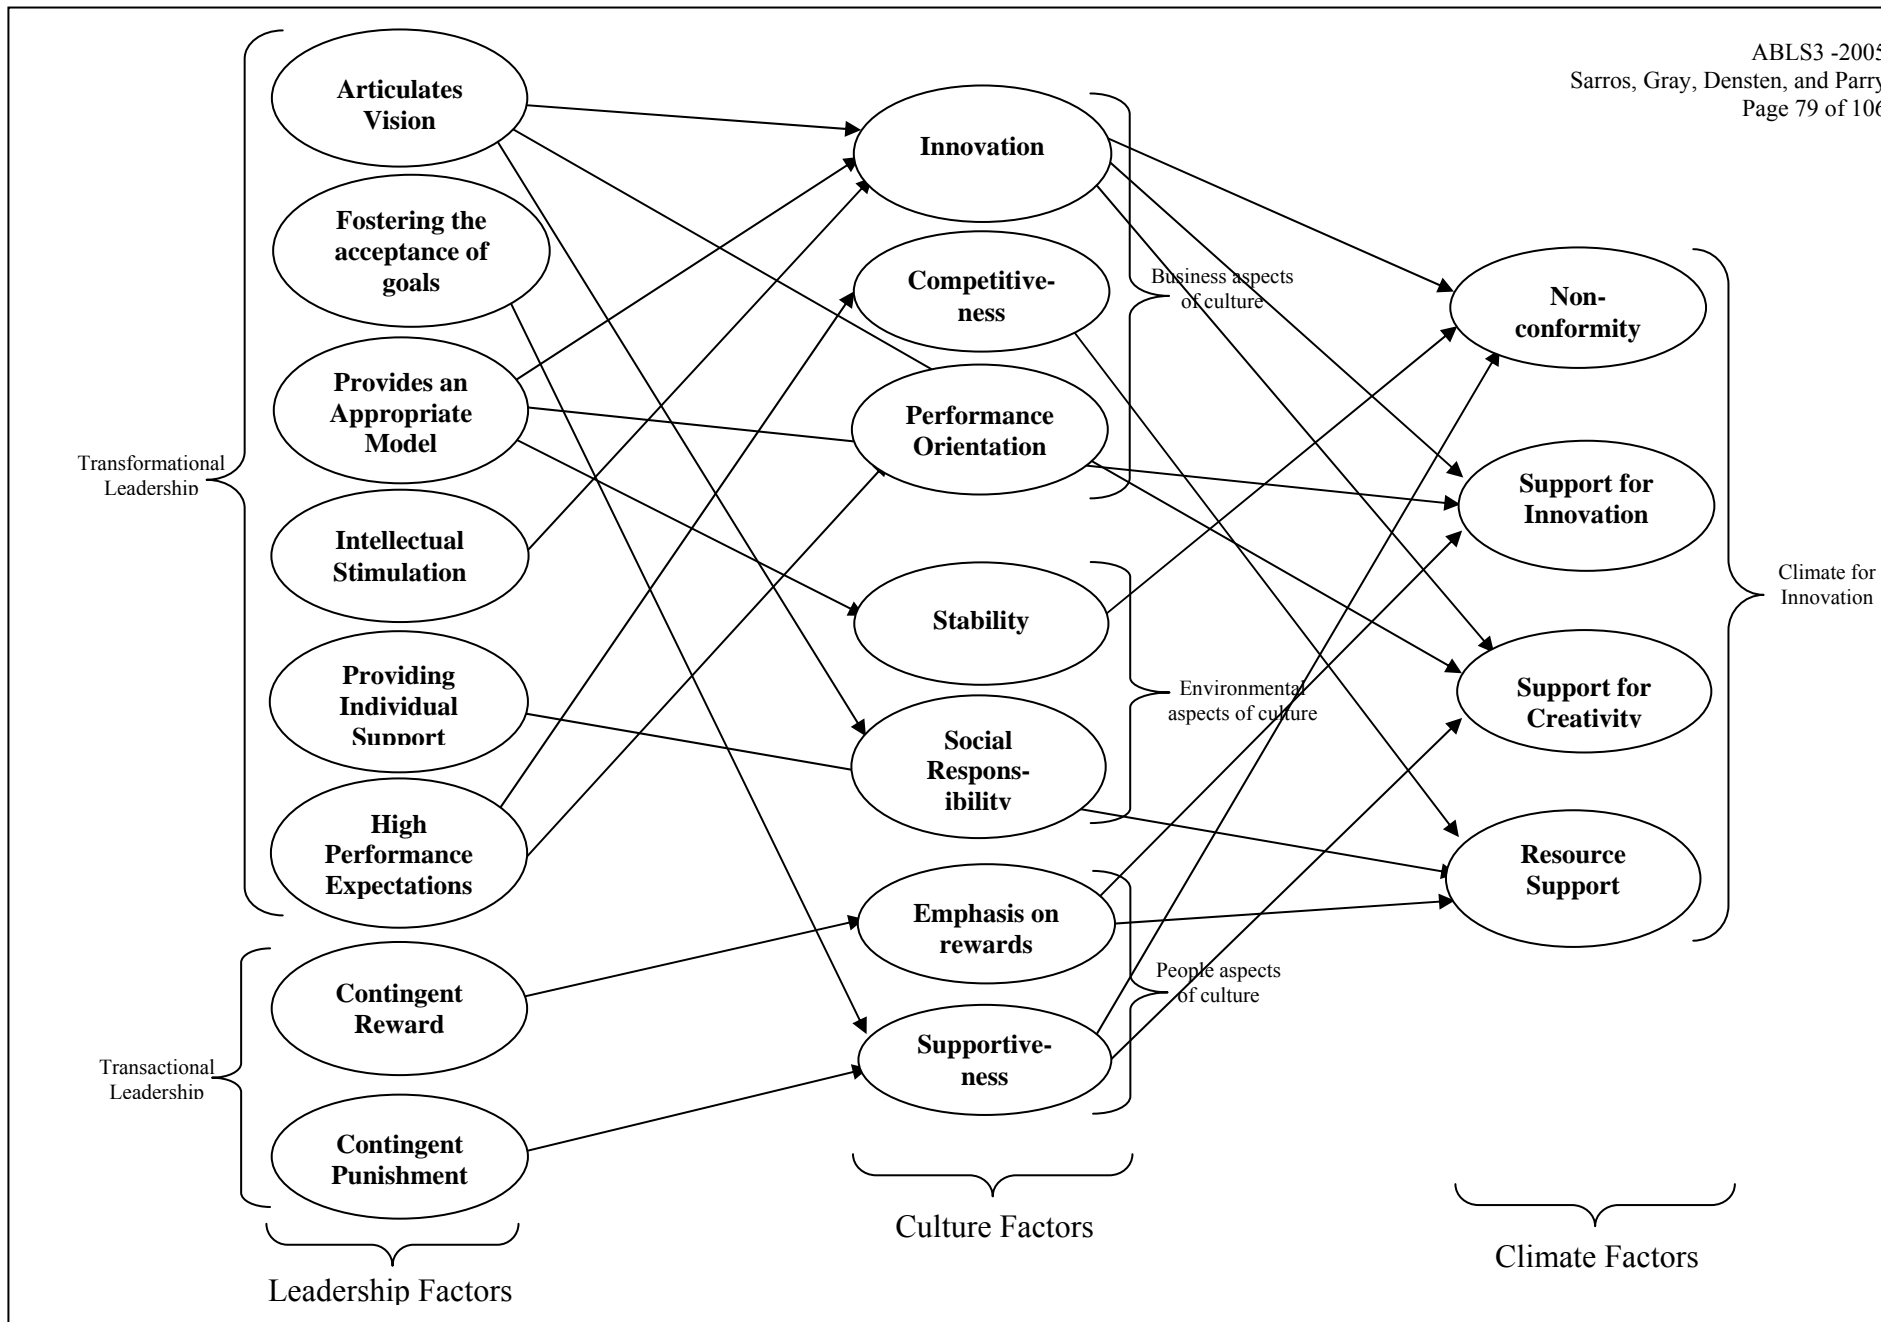 ABLS3 -2005
Sarros, Gray, Densten, and Parry
Page 79 of 106
Articulates
Vision
Fostering the
acceptance of
goals
Provides an
Appropriate
Model
Intellectual
Stimulation
Providing
Individual
Support
High
Performance
Expectations
Contingent
Reward
Contingent
Punishment
Transformational
Leadership
Transactional
Leadership
Leadership Factors
Innovation
Competitive-
ness
Performance
Orientation
Stability
Social
Respons-
ibility
Emphasis on
rewards
Supportive-
ness
Business aspects
of culture
Environmental
aspects of culture
People aspects
of culture
Culture Factors
Non-
conformity
Support for
Innovation
Support for
Creativity
Resource
Support
Climate for
Innovation
Climate Factors